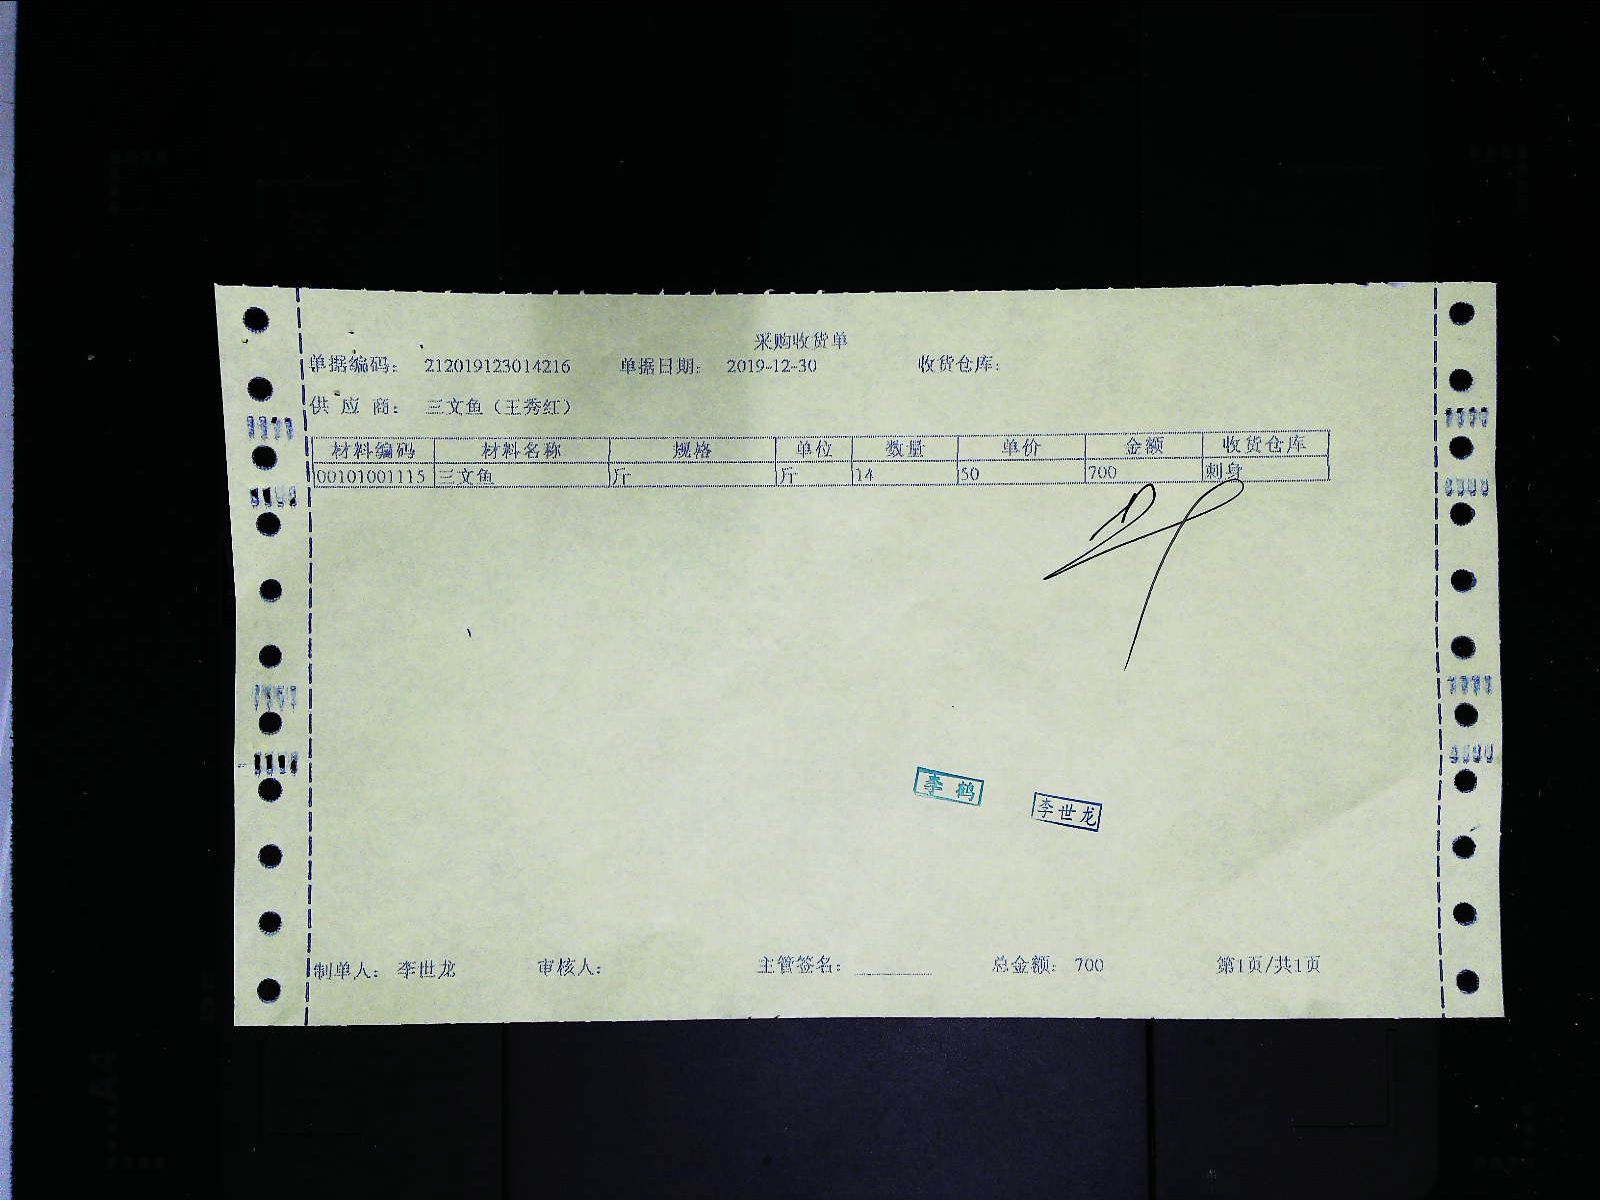 采购收货单
单据编码： 212019123014216 单据日期： 2019-12-30 收货仓库：
供 应 商： 三文鱼（王秀红）
材料编码 材料名称 规格 单位 数量 单价 金额 收货仓库
00101001115 三文鱼 斤 斤 14 50 700 刺身
李 鹤
李世龙
制单人： 李世龙 审核人： 主管签名： 总金额： 700 第1页/共1页